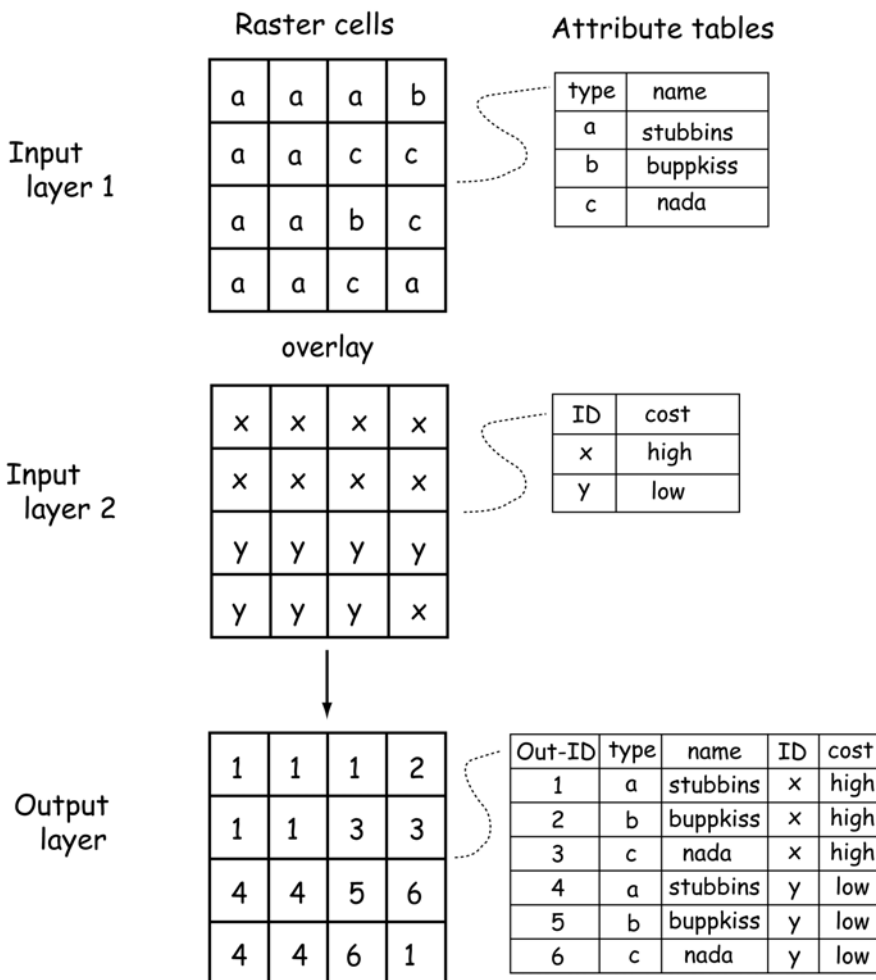 Raster cells
Attribute tables
Input
layer 1
a a a b
a a c c
a a b c
a a c a
type name
a stubbins
b buppkiss
c nada
overlay
Input
layer 2
x x x x
x x x x
y y y y
y y y x
ID cost
x high
y low
Output
layer
1 1 1 2
1 1 3 3
4 4 5 6
4 4 6 1
Out-ID type name ID cost
1 a stubbins x high
2 b buppkiss x high
3 c nada x high
4 a stubbins y low
5 b buppkiss y low
6 c nada y low